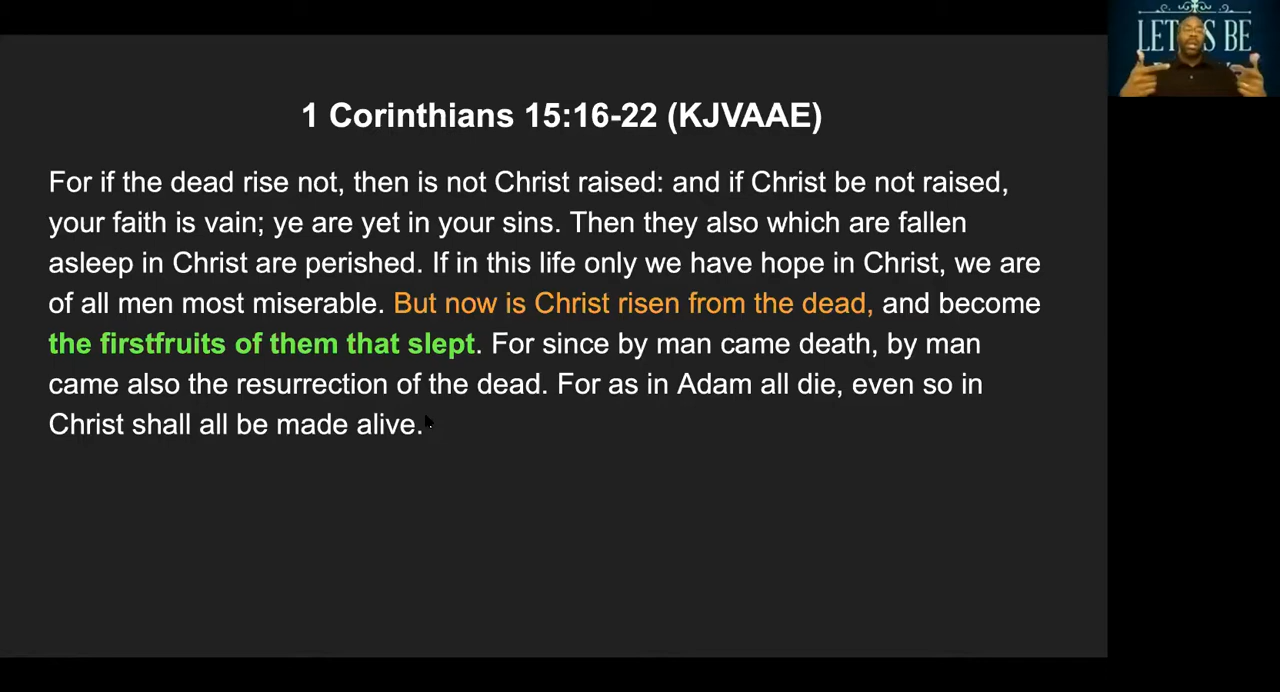 1 Corinthians 15:16-22 (KJVAAE)
For if the dead rise not, then is not Christ raised: and if Christ be not raised,
your faith is vain; ye are yet in your sins. Then they also which are fallen
asleep in Christ are perished. If in this life only we have hope in Christ, we are
of all men most miserable. But now is Christ risen from the dead, and become
the firstfruits of them that slept. For since by man came death, by man
came also the resurrection of the dead. For as in Adam all die, even so in
Christ shall all be made alive.
BE